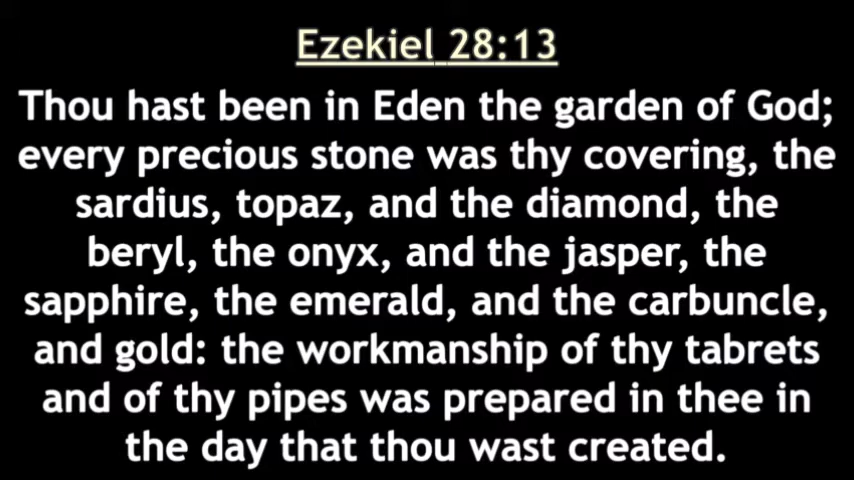 Ezekiel 28:13
Thou hast been in Eden the garden of God;
every precious stone was thy covering, the
sardius, topaz, and the diamond, the
beryl, the onyx, and the jasper, the
sapphire, the emerald, and the carbuncle,
and gold: the workmanship of thy tabrets
and of thy pipes was prepared in thee in
the day that thou wast created.